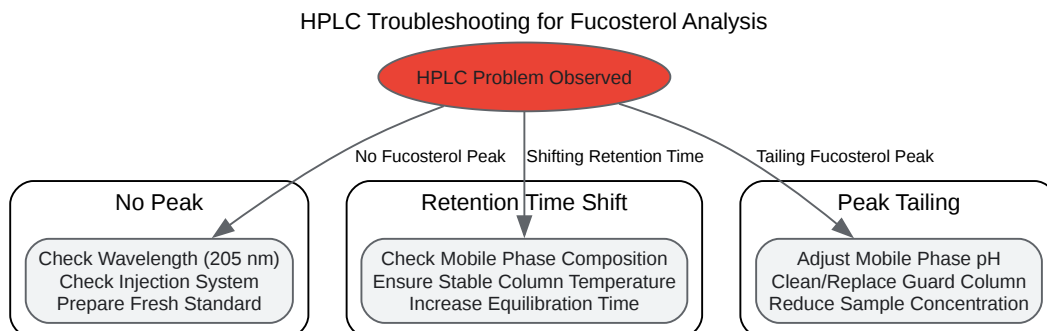 HPLC Troubleshooting for Fucosterol Analysis
HPLC Problem Observed
No Fucosterol Peak
Shifting Retention Time
Tailing Fucosterol Peak
No Peak
Check Wavelength (205 nm)
Check Injection System
Prepare Fresh Standard
Retention Time Shift
Check Mobile Phase Composition
Ensure Stable Column Temperature
Increase Equilibration Time
Peak Tailing
Adjust Mobile Phase pH
Clean/Replace Guard Column
Reduce Sample Concentration